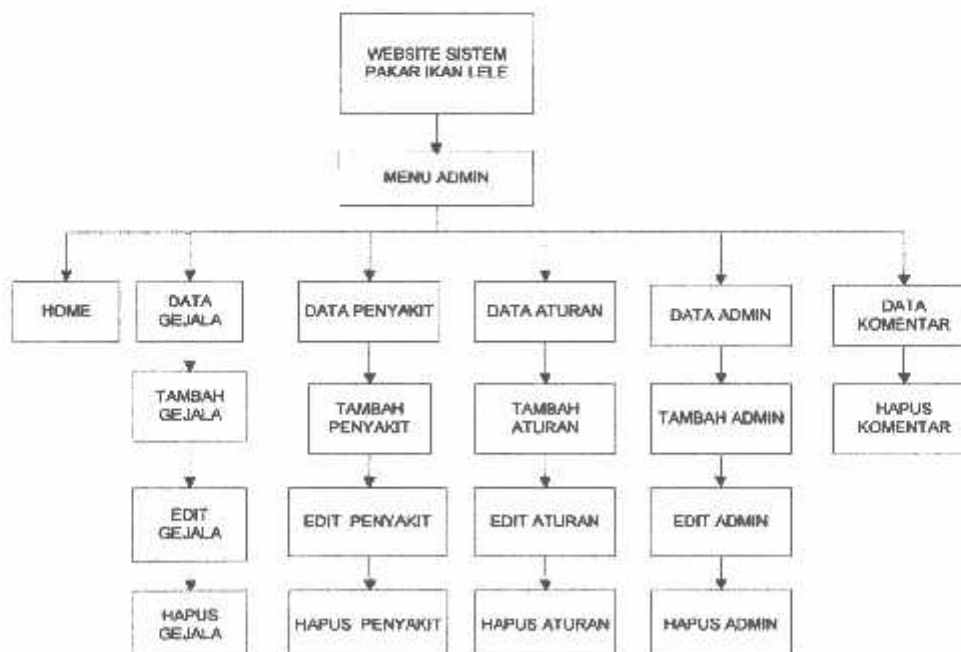 WEBSITE SISTEM
PAKAR IKAN LELE
MENU ADMIN
HOME
DATA
GEJALA
DATA PENYAKIT
DATA ATURAN
DATA ADMIN
DATA
KOMENTAR
TAMBAH
GEJALA
TAMBAH
PENYAKIT
TAMBAH
ATURAN
TAMBAH ADMIN
HAPUS
KOMENTAR
EDIT
GEJALA
EDIT PENYAKIT
EDIT ATURAN
EDIT ADMIN
HAPUS
GEJALA
HAPUS PENYAKIT
HAPUS ATURAN
HAPUS ADMIN